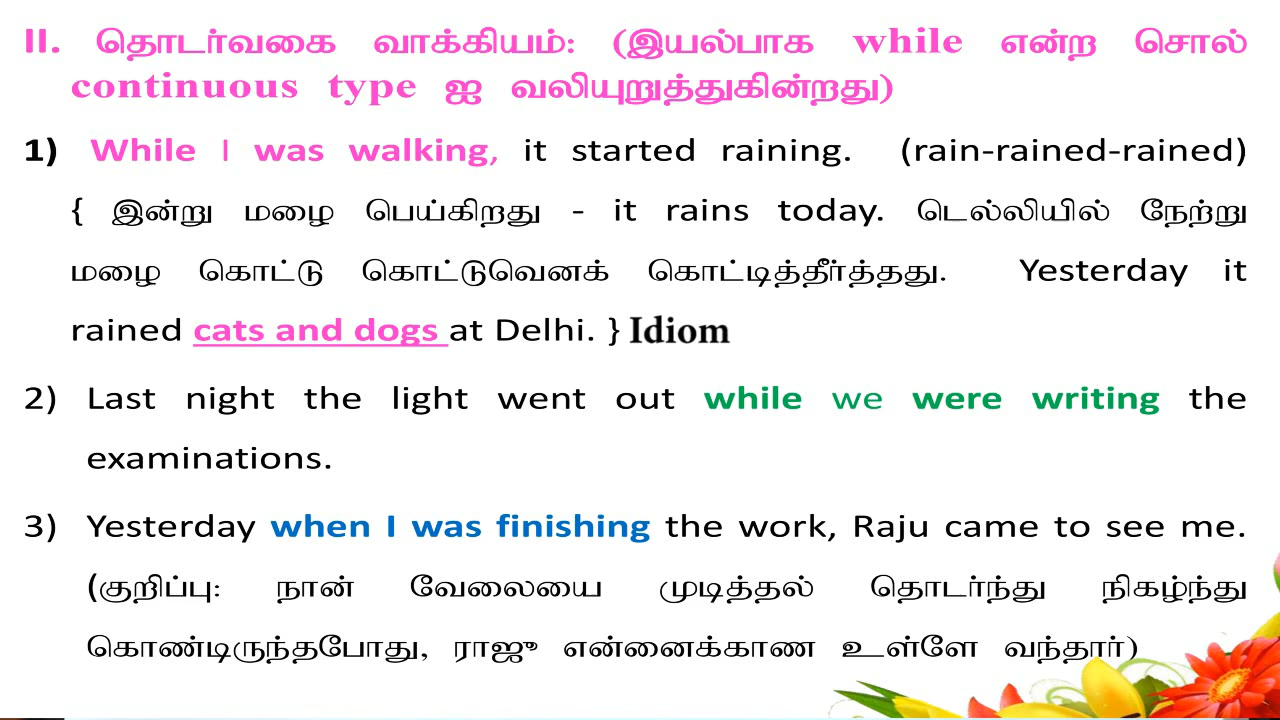 II. தொடர்வகை வாக்கியம்: (இயல்பாக while என்ற சொல்
continuous type ஐ வலியுறுத்துகின்றது)
1) While I was walking, it started raining. (rain-rained-rained)
{ இன்று மழை பெய்கிறது - it rains today. டெல்லியில் நேற்று
மழை கொட்டு கொட்டுவெனக் கொட்டித்தீர்த்தது. Yesterday it
rained cats and dogs at Delhi. } Idiom
2) Last night the light went out while we were writing the
examinations.
3) Yesterday when I was finishing the work, Raju came to see me.
(குறிப்பு: நான் வேலையை முடித்தல் தொடர்ந்து நிகழ்ந்து
கொண்டிருந்தபோது, ராஜு என்னைக்காண உள்ளே வந்தார்)